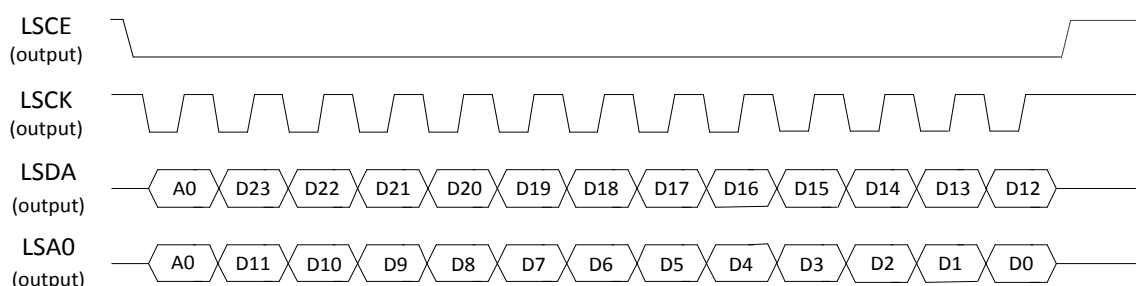 LSCE
(output)
LSCK
(output)
LSDA
(output)
A0 D23 D22 D21 D20 D19 D18 D17 D16 D15 D14 D13 D12
LSA0
(output)
A0 D11 D10 D9 D8 D7 D6 D5 D4 D3 D2 D1 D0